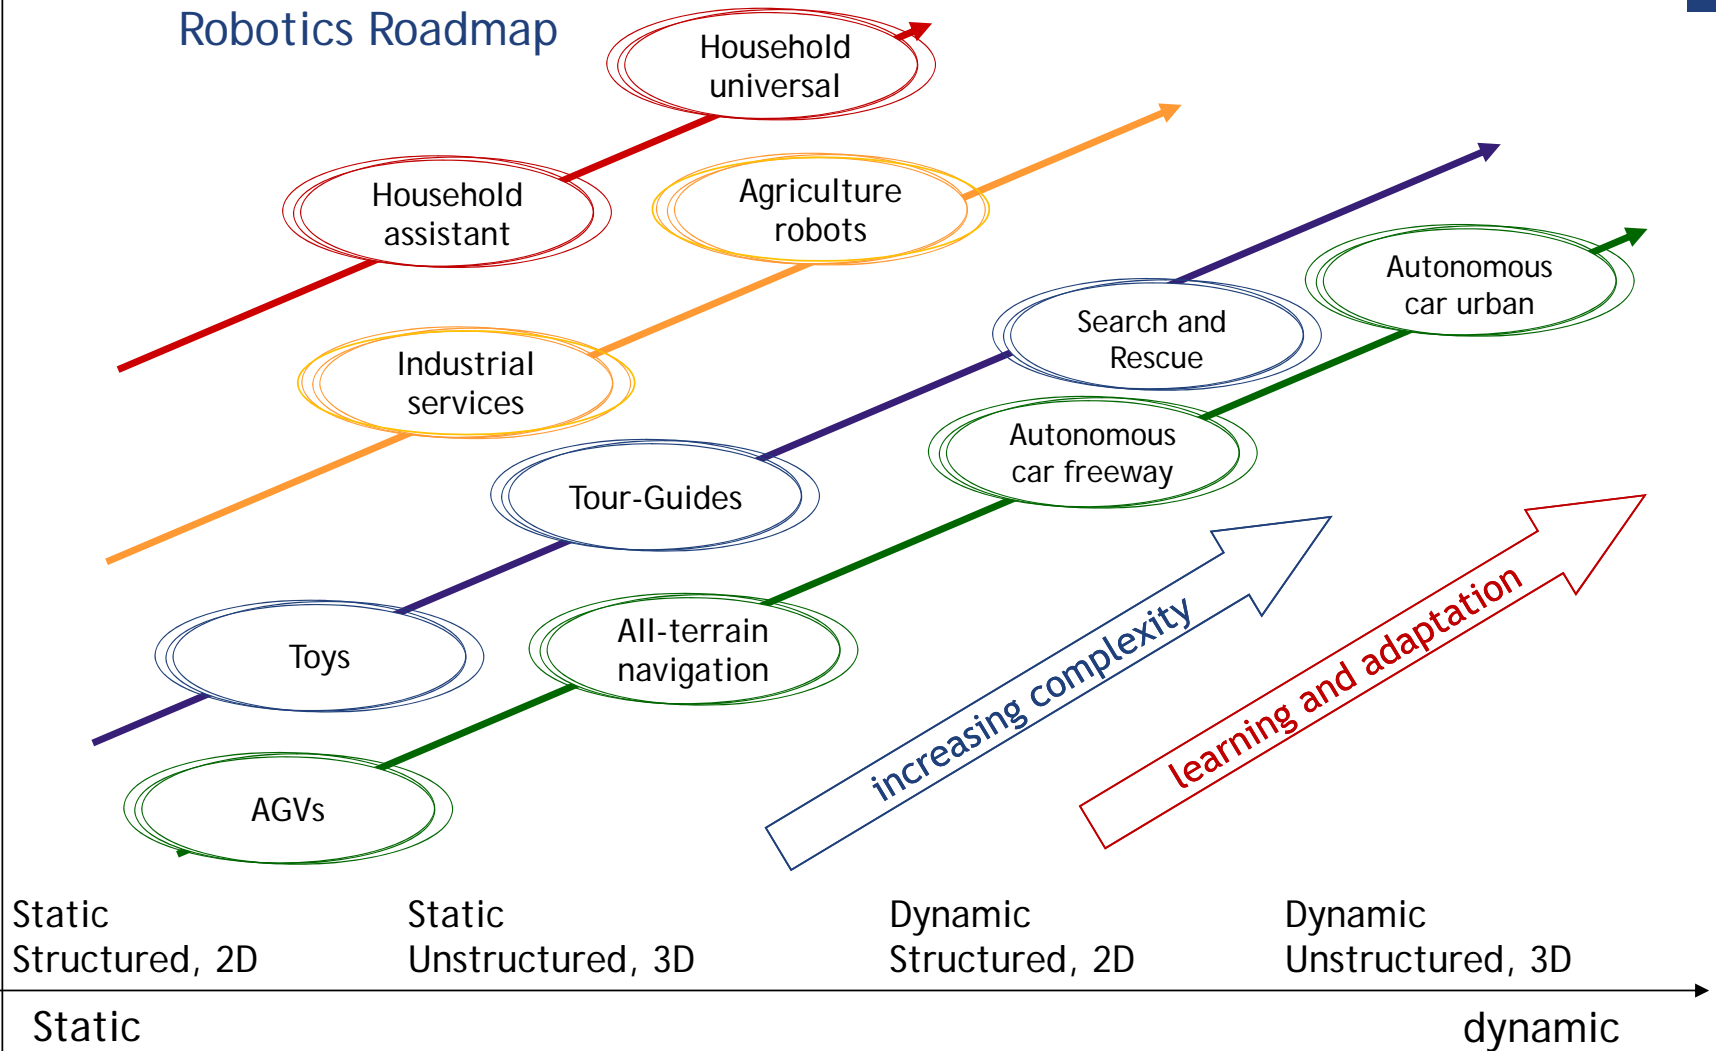 Robotics Roadmap
Household
universal
Household
assistant
Agriculture
robots
Autonomous
car urban
Search and
Rescue
Industrial
services
Autonomous
car freeway
Tour-Guides
All-terrain
navigation
Toys
AGVs
increasing complexity
learning and adaptation
Static
Structured, 2D
Static
Unstructured, 3D
Dynamic
Structured, 2D
Dynamic
Unstructured, 3D
Static
dynamic